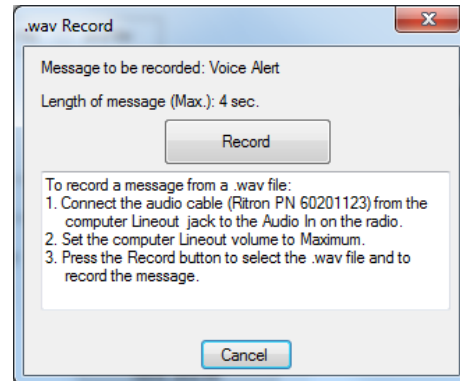 .wav Record
Message to be recorded: Voice Alert
Length of message (Max.): 4 sec.
Record
To record a message from a .wav file:
1. Connect the audio cable (Ritron PN 60201123) from the
computer Lineout jack to the Audio In on the radio.
2. Set the computer Lineout volume to Maximum.
3. Press the Record button to select the .wav file and to
record the message.
Cancel